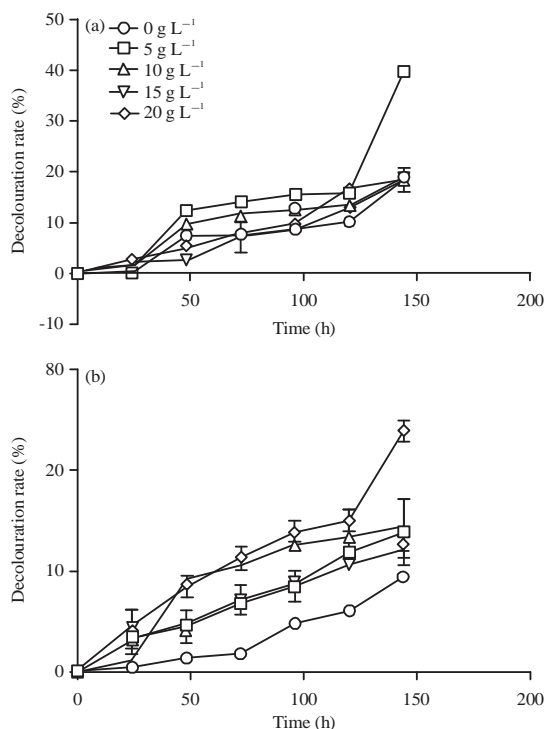 (a)
0 g L⁻¹
5 g L⁻¹
10 g L⁻¹
15 g L⁻¹
20 g L⁻¹
Decolouration rate (%)
50
40
30
20
10
0
-10
50
100
150
200
Time (h)
(b)
Decolouration rate (%)
80
20
10
0
0
50
100
150
200
Time (h)